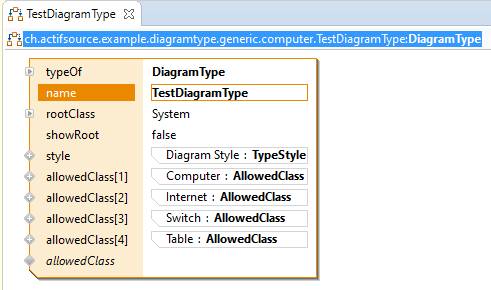 TestDiagramType
ch.actifsource.example.diagramtype.generic.computer.TestDiagramType:DiagramType
typeOf DiagramType
name TestDiagramType
rootClass System
showRoot false
style Diagram Style : TypeStyle
allowedClass[1] Computer : AllowedClass
allowedClass[2] Internet : AllowedClass
allowedClass[3] Switch : AllowedClass
allowedClass[4] Table : AllowedClass
allowedClass